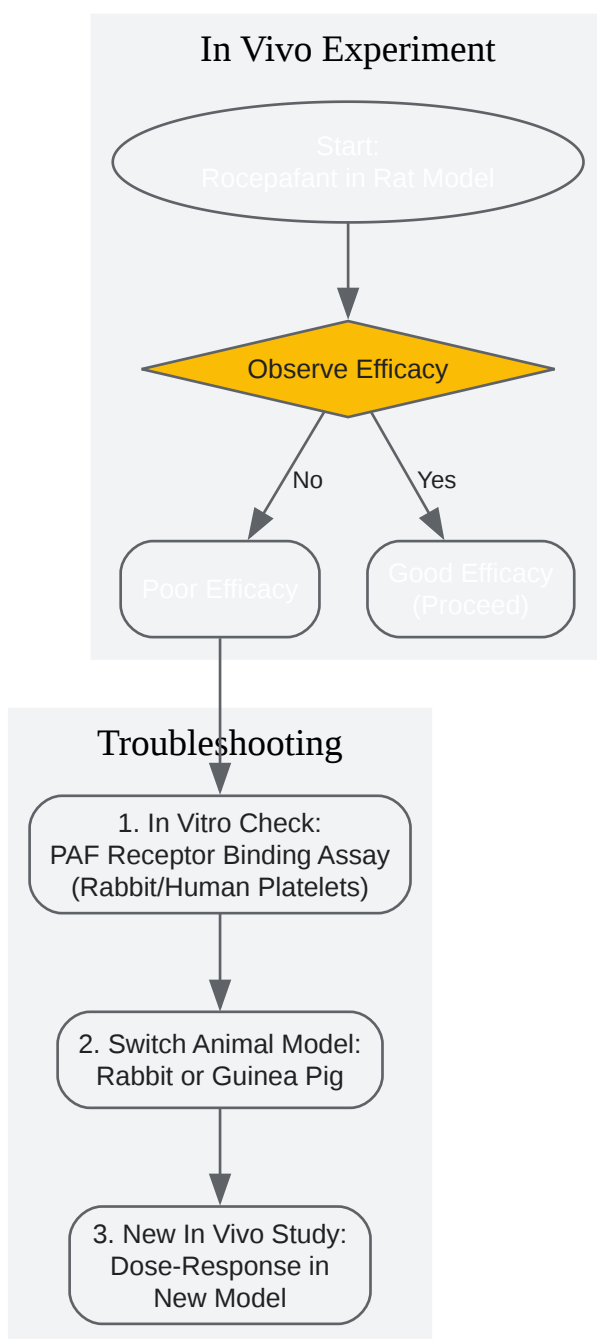 In Vivo Experiment
Start:
Rocepafant in Rat Model
Observe Efficacy
No
Yes
Poor Efficacy
Good Efficacy
(Proceed)
Troubleshooting
1. In Vitro Check:
PAF Receptor Binding Assay
(Rabbit/Human Platelets)
2. Switch Animal Model:
Rabbit or Guinea Pig
3. New In Vivo Study:
Dose-Response in
New Model